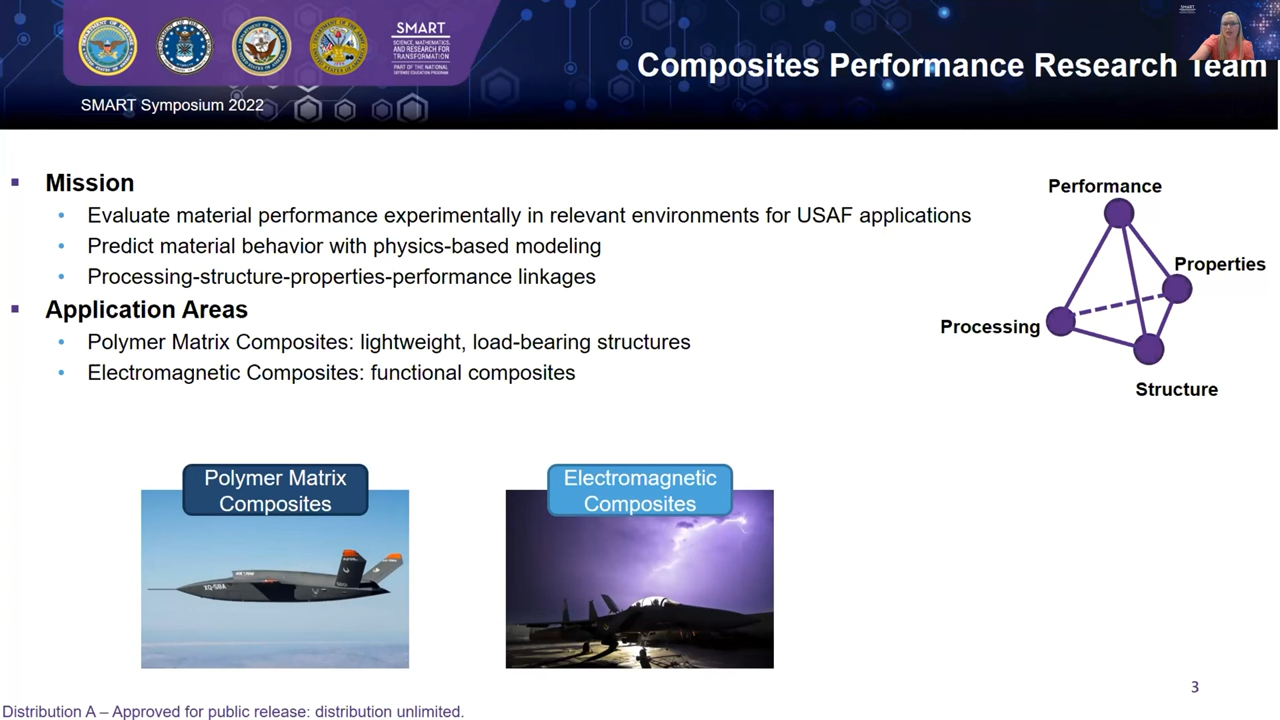 SMART
SCIENCE, MATHEMATICS,
AND RESEARCH FOR
TRANSFORMATION
PART OF THE NATIONAL
DEFENSE EDUCATION PROGRAM
SMART
Composites Performance Research Team
SMART Symposium 2022
Mission
Evaluate material performance experimentally in relevant environments for USAF applications
Predict material behavior with physics-based modeling
Processing-structure-properties-performance linkages
Application Areas
Polymer Matrix Composites: lightweight, load-bearing structures
Electromagnetic Composites: functional composites
Performance
Properties
Processing
Structure
Polymer Matrix
Composites
Electromagnetic
Composites
XQ-58A
3
Distribution A – Approved for public release: distribution unlimited.